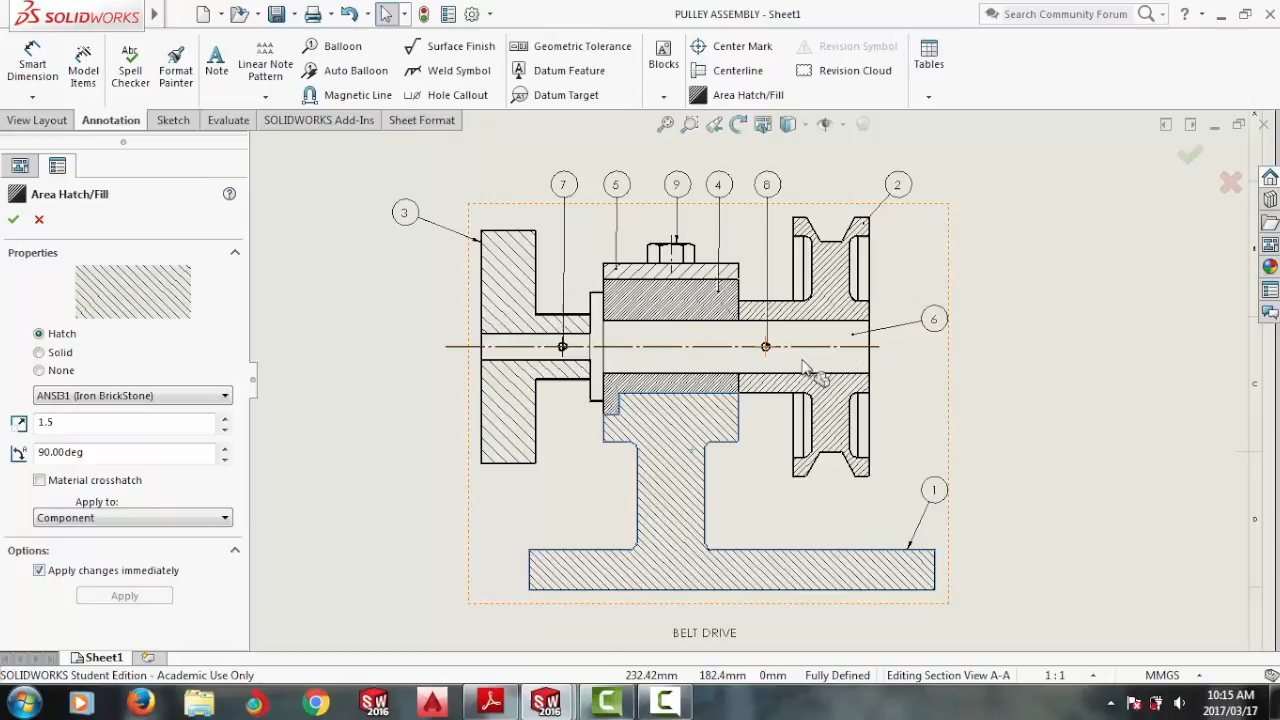 SOLIDWORKS
PULLEY ASSEMBLY - Sheet1
Search Community Forum
?
Smart Dimension
Model Items
Spell Checker
Format Painter
Note
Linear Note Pattern
Balloon
Auto Balloon
Magnetic Line
Surface Finish
Weld Symbol
Hole Callout
Geometric Tolerance
Datum Feature
Datum Target
Blocks
Center Mark
Centerline
Area Hatch/Fill
Revision Symbol
Revision Cloud
Tables
View Layout
Annotation
Sketch
Evaluate
SOLIDWORKS Add-Ins
Sheet Format
Area Hatch/Fill
?
Properties
Hatch
Solid
None
ANSI31 (Iron BrickStone)
1.5
90.00deg
Material crosshatch
Apply to:
Component
Options:
Apply changes immediately
Apply
3
7
5
9
4
8
2
6
1
C
D
BELT DRIVE
Sheet1
SOLIDWORKS Student Edition - Academic Use Only
232.42mm
182.4mm
0mm
Fully Defined
Editing Section View A-A
1 : 1
MMGS
SW 2016
SW 2016
10:15 AM
2017/03/17